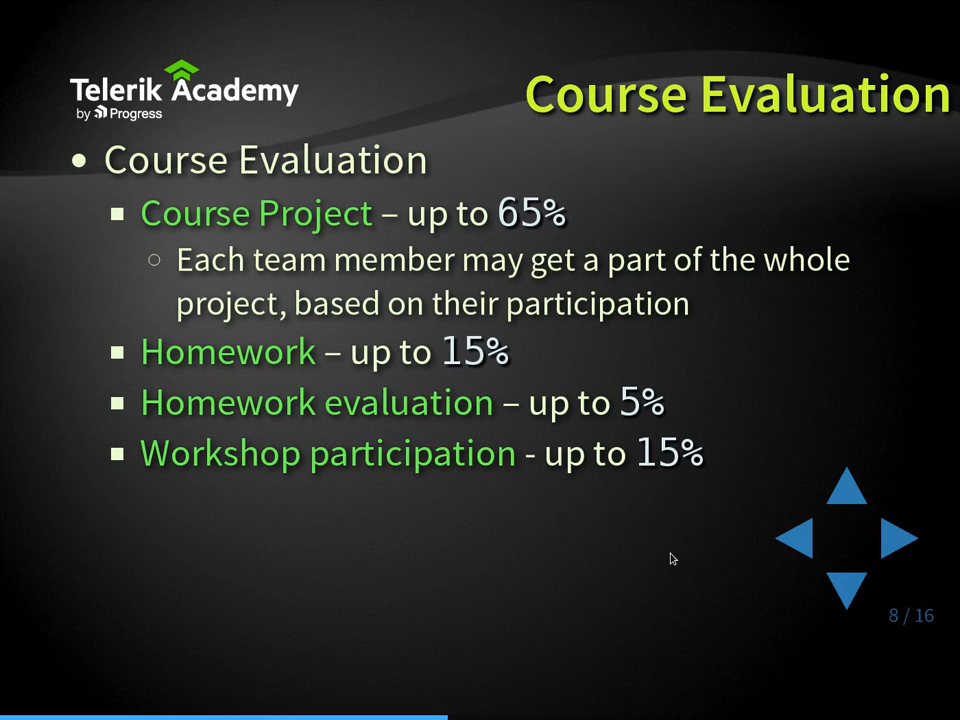 Telerik Academy
by Progress
Course Evaluation
Course Evaluation
Course Project – up to 65%
Each team member may get a part of the whole
project, based on their participation
Homework – up to 15%
Homework evaluation – up to 5%
Workshop participation - up to 15%
8 / 16